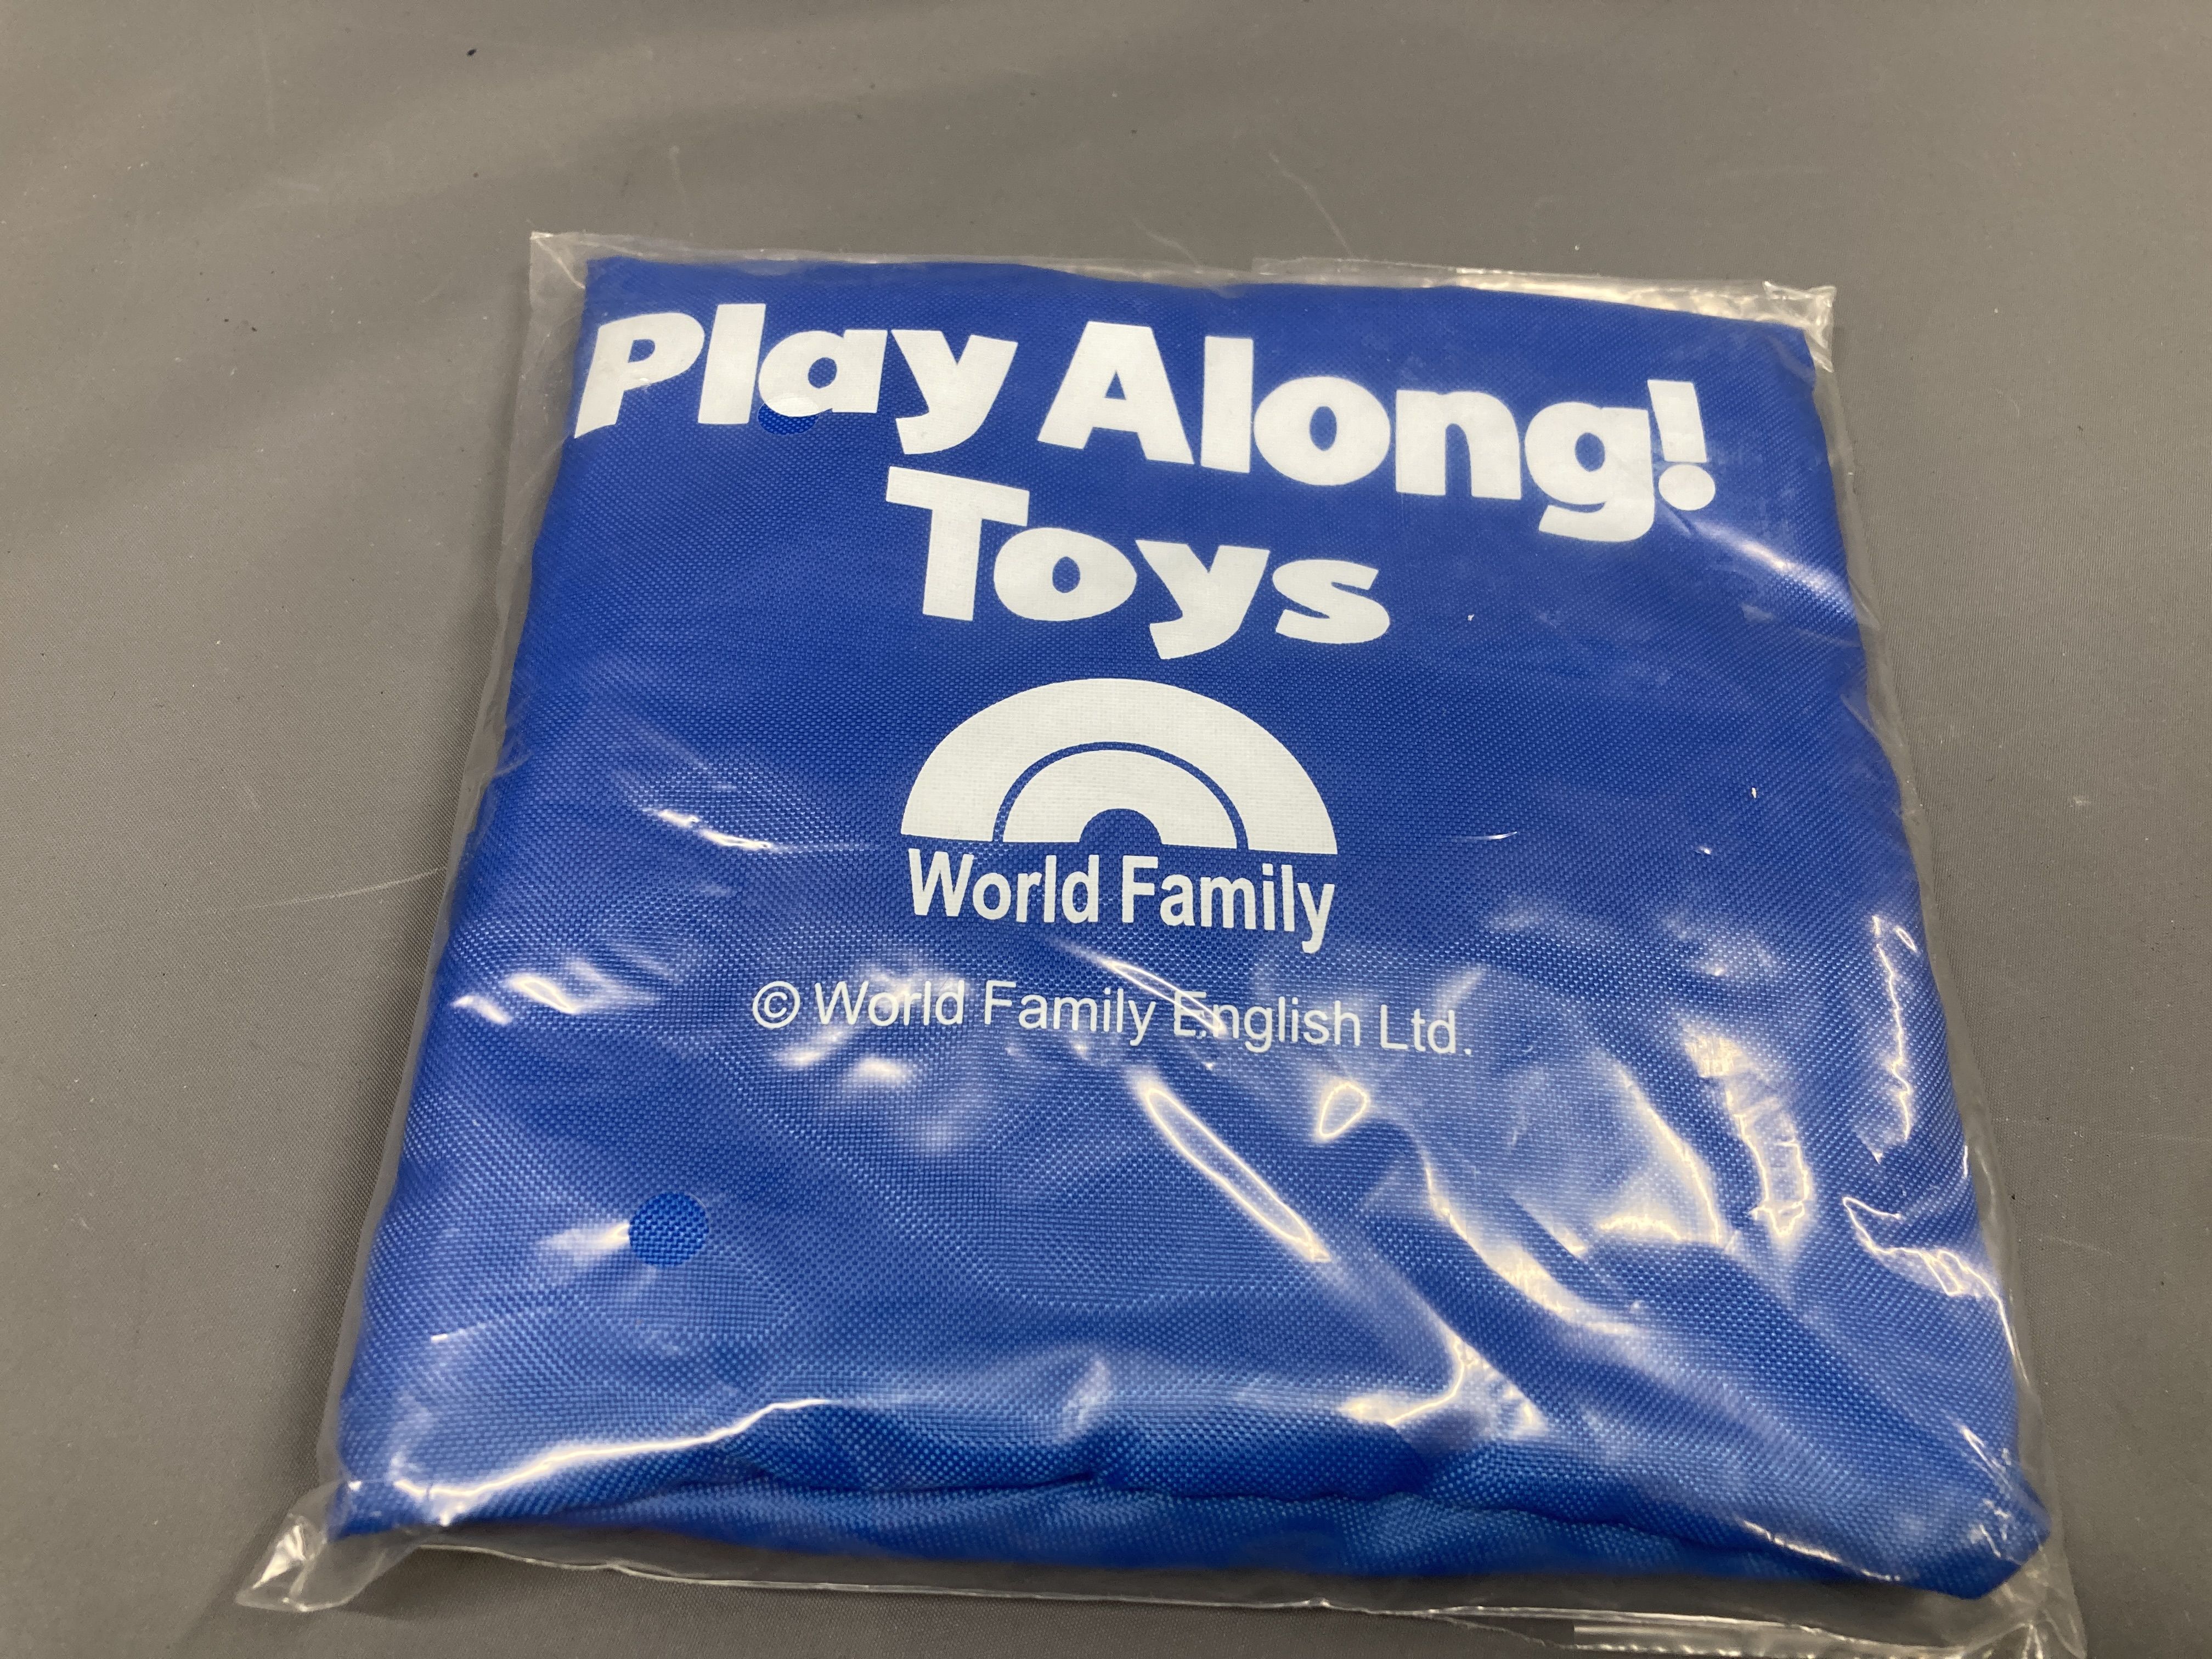 Play Along!
Toys
World Family
© World Family English Ltd.